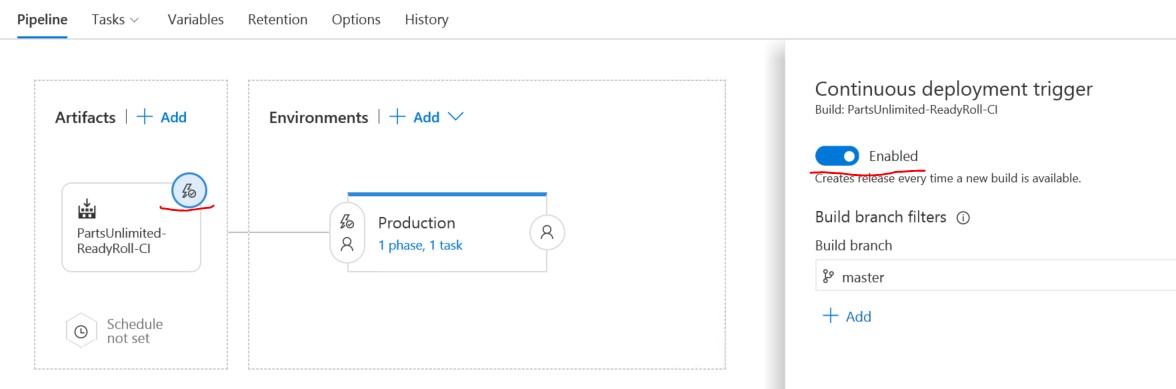 Pipeline Tasks Variables Retention Options History
Artifacts | + Add
Environments | + Add
PartsUnlimited-
ReadyRoll-CI
Schedule
not set
Production
1 phase, 1 task
Continuous deployment trigger
Build: PartsUnlimited-ReadyRoll-CI
Enabled
Creates release every time a new build is available.
Build branch filters
Build branch
master
+ Add